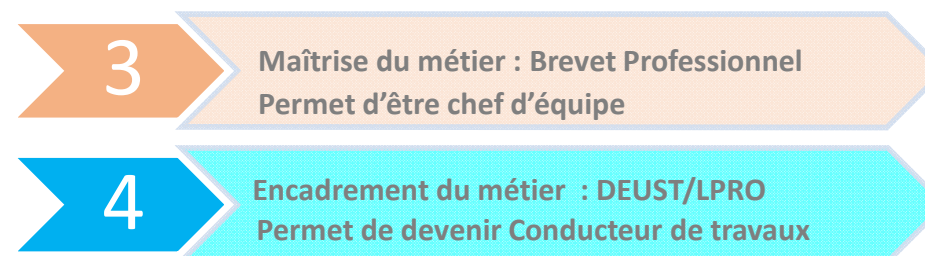 3
Maîtrise du métier : Brevet Professionnel
Permet d’être chef d’équipe
4
Encadrement du métier : DEUST/LPRO
Permet de devenir Conducteur de travaux